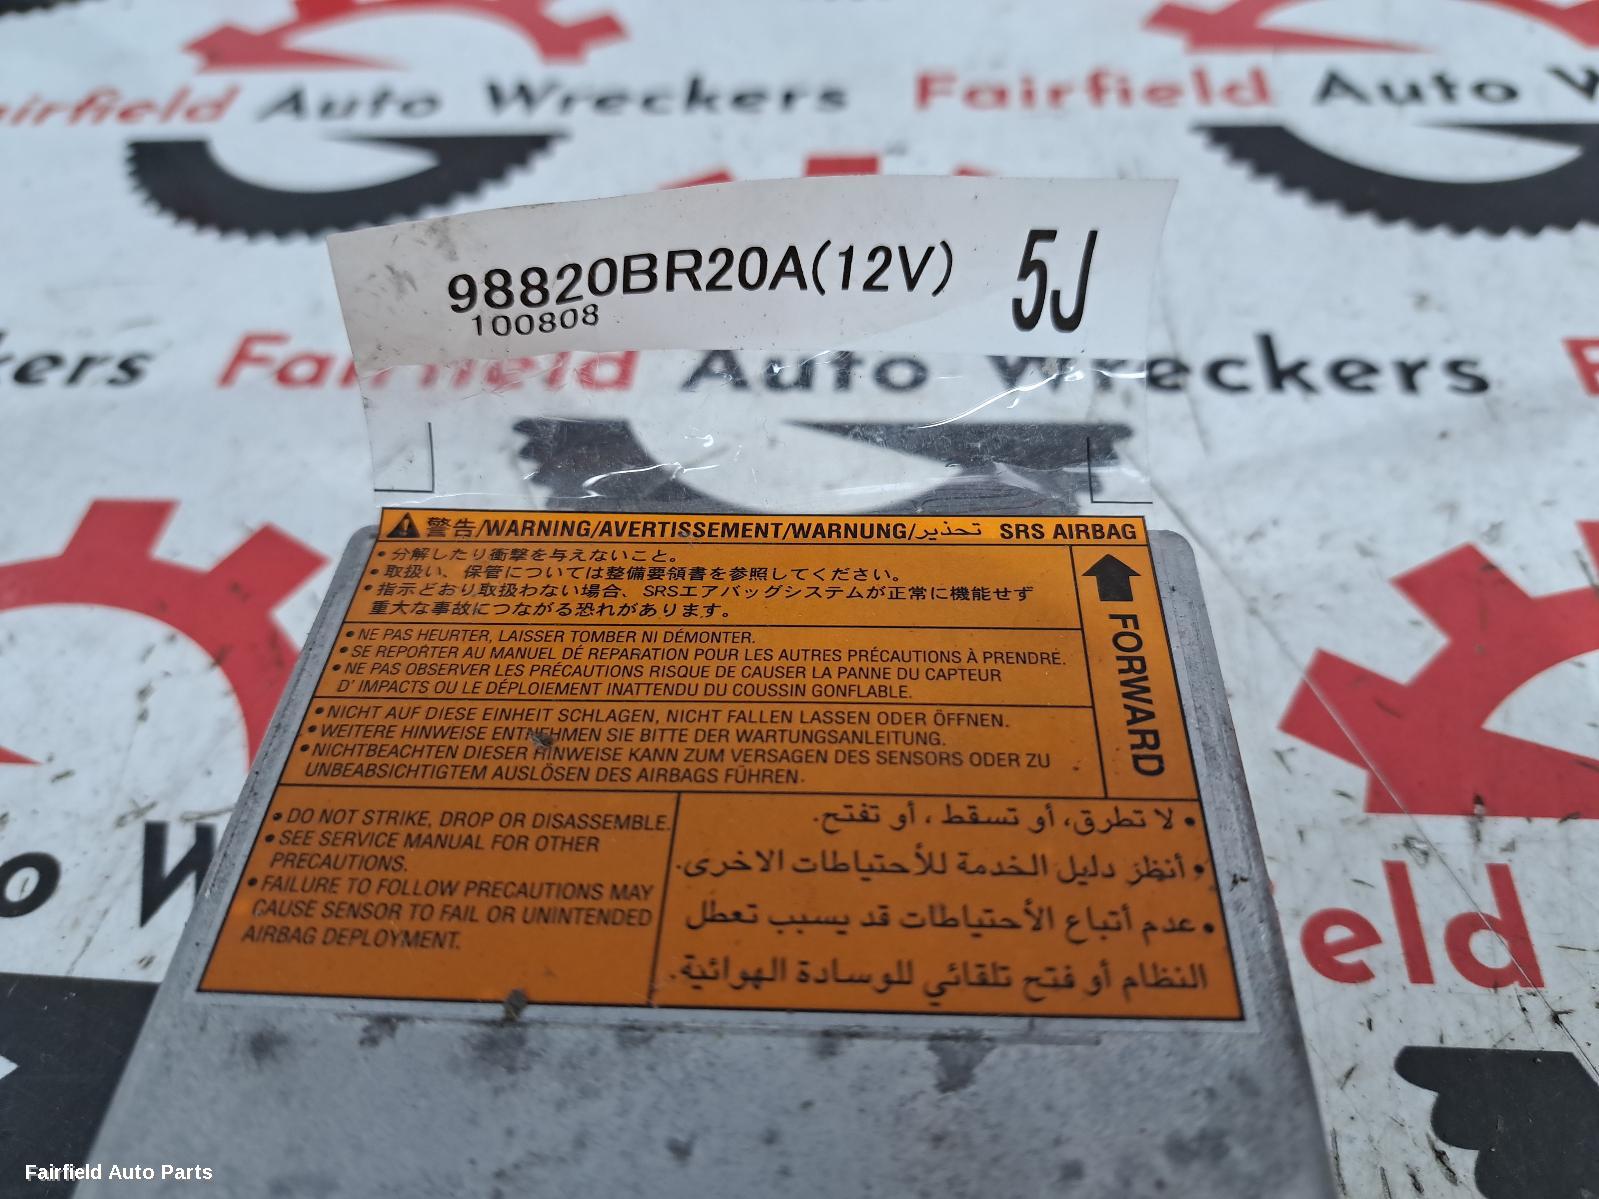 Fairfield Auto Wreckers Fairfield Auto W
98820BR20A(12V) 5J
100808
kers Fairfield Auto Wreckers F
警告/WARNING/AVERTISSEMENT/WARNUNG/تحذير SRS AIRBAG
• 分解したり衝撃を与えないこと。
• 取扱い、保管については整備要領書を参照してください。
• 指示どおり取扱わない場合、SRSエアバッグシステムが正常に機能せず
重大な事故につながる恐れがあります。
FORWARD
• NE PAS HEURTER, LAISSER TOMBER NI DÉMONTER.
• SE REPORTER AU MANUEL DE RÉPARATION POUR LES AUTRES PRÉCAUTIONS À PRENDRE.
• NE PAS OBSERVER LES PRÉCAUTIONS RISQUE DE CAUSER LA PANNE DU CAPTEUR
D'IMPACTS OU LE DÉPLOIEMENT INATTENDU DU COUSSIN GONFLABLE.
• NICHT AUF DIESE EINHEIT SCHLAGEN, NICHT FALLEN LASSEN ODER ÖFFNEN.
• WEITERE HINWEISE ENTNEHMEN SIE BITTE DER WARTUNGSANLEITUNG.
• NICHTBEACHTEN DIESER HINWEISE KANN ZUM VERSAGEN DES SENSORS ODER ZU
UNBEABSICHTIGTEM AUSLÖSEN DES AIRBAGS FÜHREN.
• DO NOT STRIKE, DROP OR DISASSEMBLE.
• SEE SERVICE MANUAL FOR OTHER
PRECAUTIONS.
• FAILURE TO FOLLOW PRECAUTIONS MAY
CAUSE SENSOR TO FAIL OR UNINTENDED
AIRBAG DEPLOYMENT.
• لا تطرق، أو تسقط ، أو تفتح.
• أنظر دليل الخدمة للأحتياطات الاخرى.
• عدم أتباع الأحتياطات قد يسبب تعطل
النظام أو فتح تلقائي للوسادة الهوائية.
o W eld
Fairfield Auto Parts